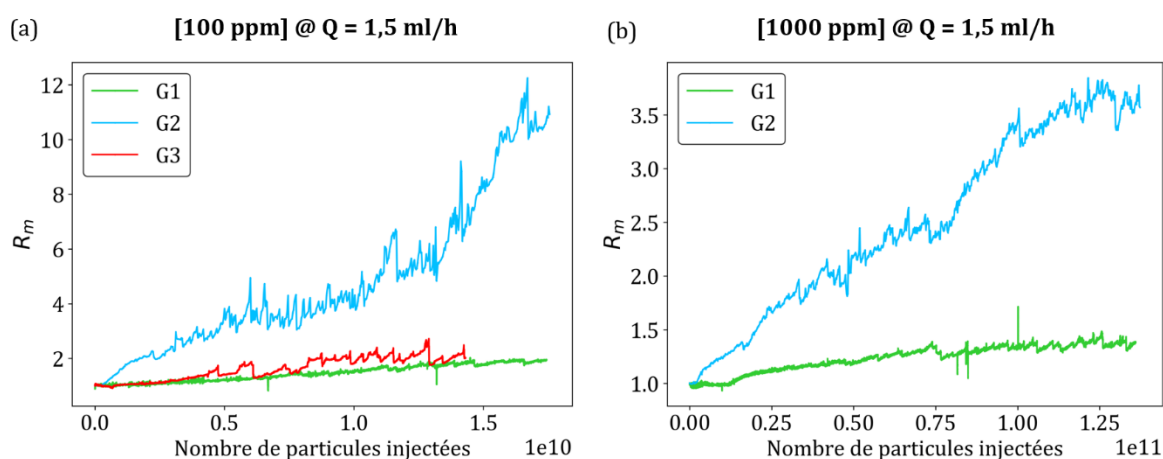 (a) [100 ppm] @ Q = 1,5 ml/h
G1
G2
G3
12
10
8
6
4
2
R_m
0.0 0.5 1.0 1.5
Nombre de particules injectées 1e10
(b) [1000 ppm] @ Q = 1,5 ml/h
G1
G2
3.5
3.0
2.5
2.0
1.5
1.0
R_m
0.00 0.25 0.50 0.75 1.00 1.25
Nombre de particules injectées 1e11